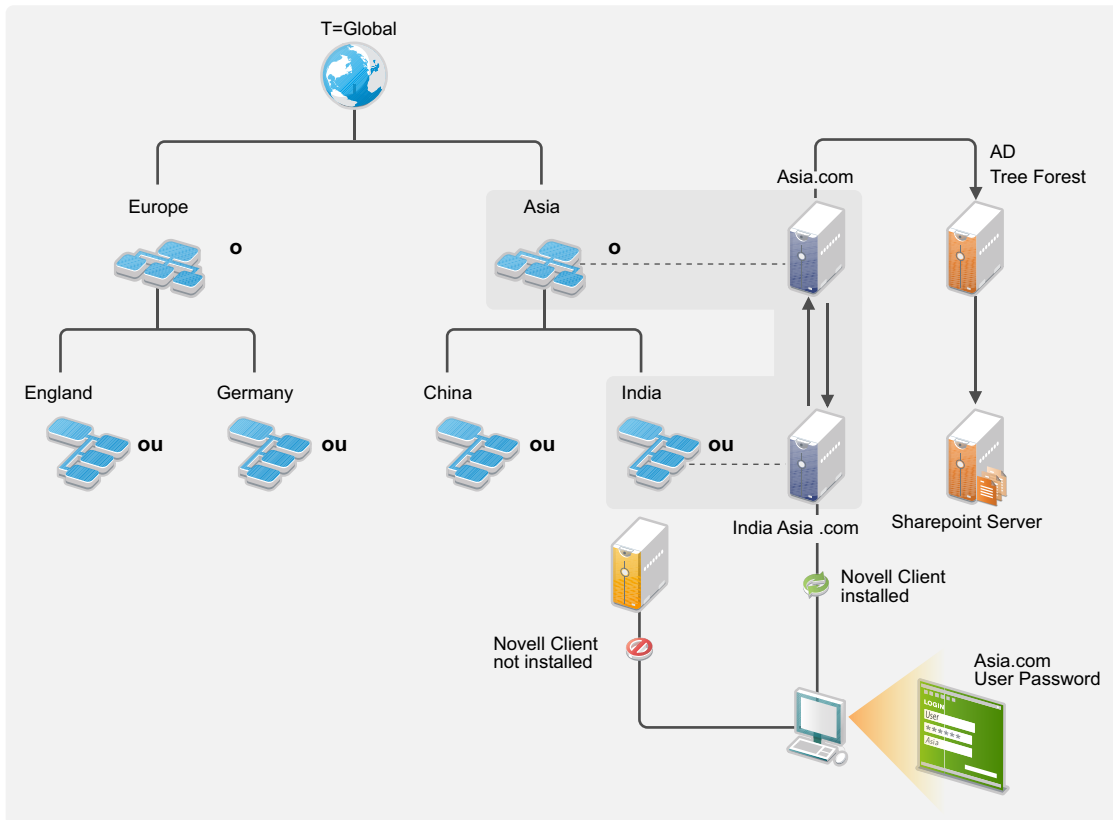 T=Global
Europe
o
Asia
o
Asia.com
AD
Tree Forest
England
ou
Germany
ou
China
ou
India
ou
India Asia .com
Sharepoint Server
Novell Client
installed
Novell Client
not installed
Asia.com
User Password
LOGIN
User
******
Asia